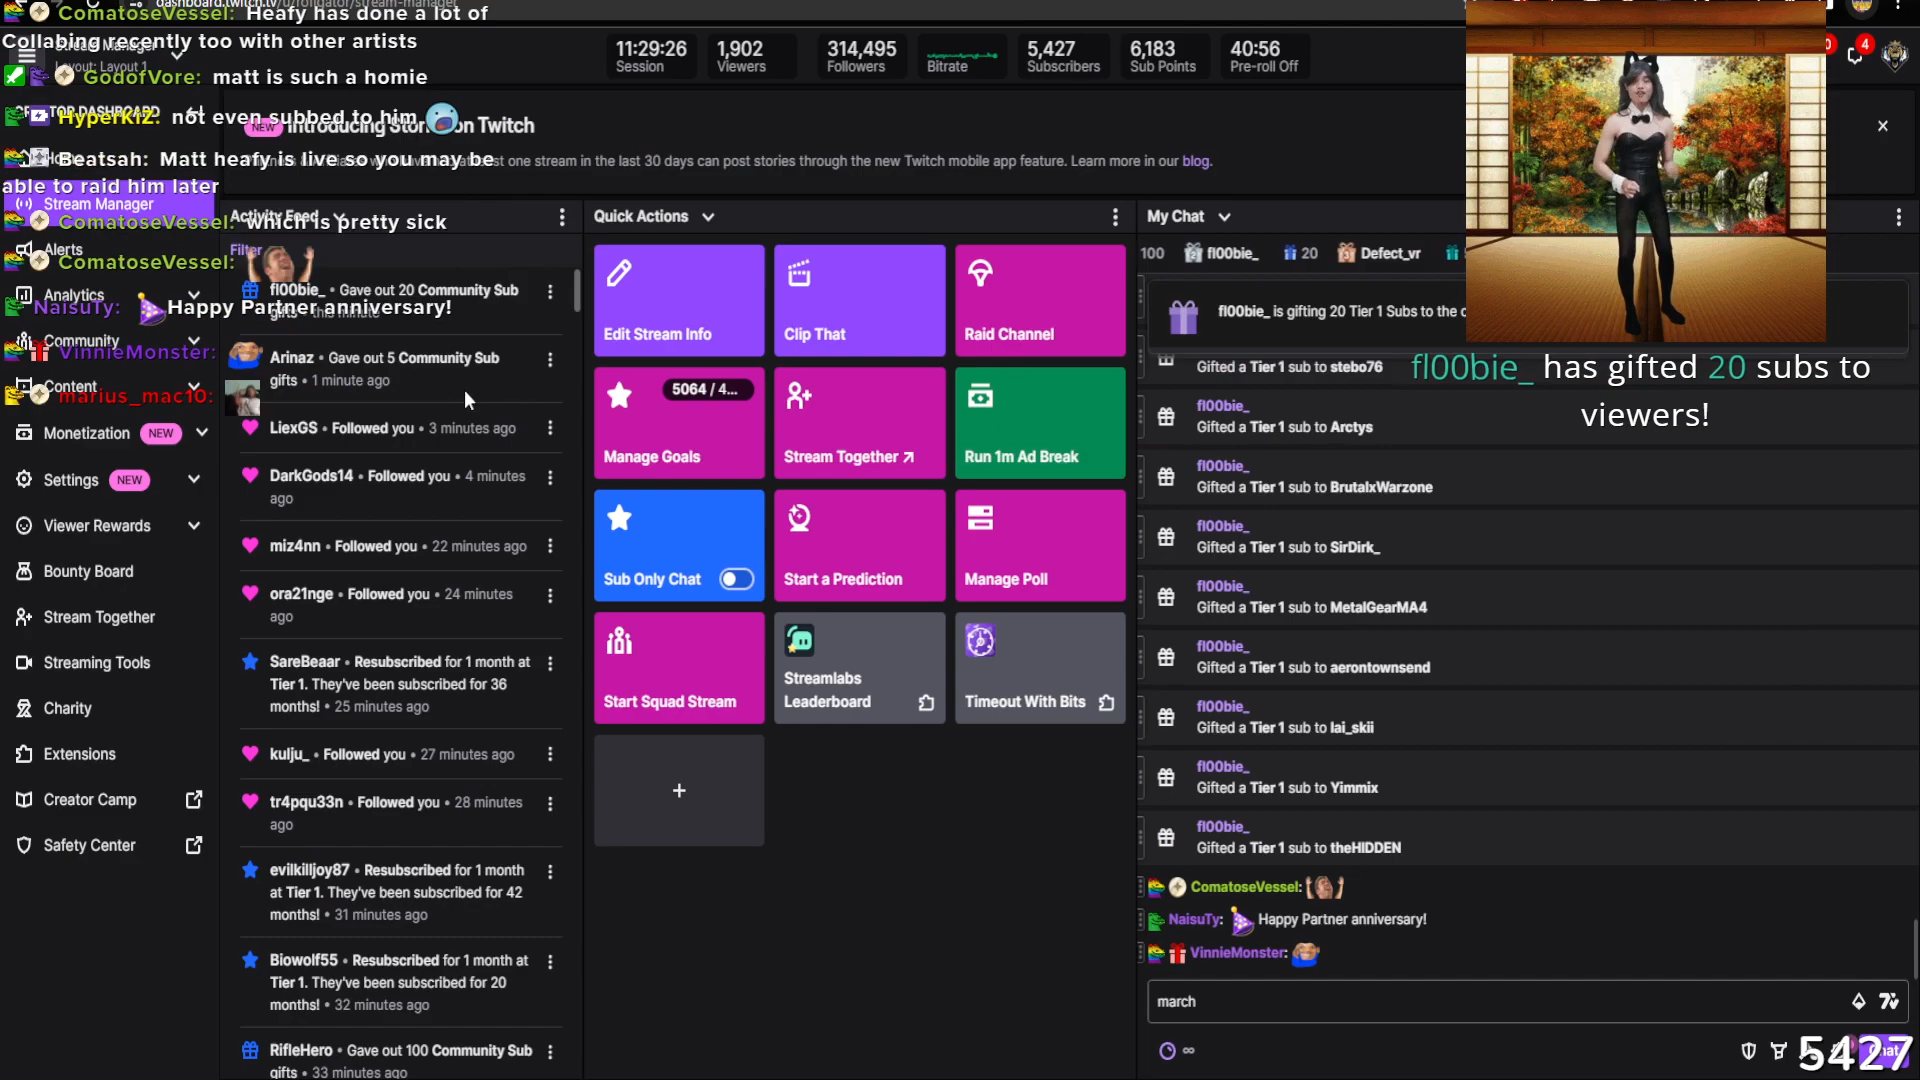 ComatoseVessel: Heafy has done a lot of
Collabing recently too with other artists
GodofVore: matt is such a homie
HyperKiZ: not even subbed to him
Beatsah: Matt heafy is live so you may be
able to raid him later
ComatoseVessel: which is pretty sick
ComatoseVessel:
NaisuTy: Happy Partner anniversary!
VinnieMonster:
marius_mac10:
Stream Manager
Layout: Layout 1
CREATOR DASHBOARD
Home
Stream Manager
Alerts
Analytics
Community
Content
Monetization NEW
Settings NEW
Viewer Rewards
Bounty Board
Stream Together
Streaming Tools
Charity
Extensions
Creator Camp
Safety Center
11:29:26
Session
1,902
Viewers
314,495
Followers
Bitrate
5,427
Subscribers
6,183
Sub Points
40:56
Pre-roll Off
0
4
NEW Introducing Stories on Twitch
one stream in the last 30 days can post stories through the new Twitch mobile app feature. Learn more in our blog.
Activity Feed
Filter
fl00bie_ • Gave out 20 Community Sub
gifts • this minute
Arinaz • Gave out 5 Community Sub
gifts • 1 minute ago
LiexGS • Followed you • 3 minutes ago
DarkGods14 • Followed you • 4 minutes
ago
miz4nn • Followed you • 22 minutes ago
ora21nge • Followed you • 24 minutes
ago
SareBeaar • Resubscribed for 1 month at
Tier 1. They've been subscribed for 36
months! • 25 minutes ago
kulju_ • Followed you • 27 minutes ago
tr4pqu33n • Followed you • 28 minutes
ago
evilkilljoy87 • Resubscribed for 1 month
at Tier 1. They've been subscribed for 42
months! • 31 minutes ago
Biowolf55 • Resubscribed for 1 month at
Tier 1. They've been subscribed for 20
months! • 32 minutes ago
RifleHero • Gave out 100 Community Sub
gifts • 33 minutes ago
Quick Actions
Edit Stream Info
Clip That
Raid Channel
5064 / 4...
Manage Goals
Stream Together
Run 1m Ad Break
Sub Only Chat
Start a Prediction
Manage Poll
Start Squad Stream
Streamlabs
Leaderboard
Timeout With Bits
+
My Chat
100 fl00bie_ 20 Defect_vr
fl00bie_ is gifting 20 Tier 1 Subs to the
Gifted a Tier 1 sub to stebo76
fl00bie_
Gifted a Tier 1 sub to Arctys
fl00bie_
Gifted a Tier 1 sub to BrutalxWarzone
fl00bie_
Gifted a Tier 1 sub to SirDirk_
fl00bie_
Gifted a Tier 1 sub to MetalGearMA4
fl00bie_
Gifted a Tier 1 sub to aerontownsend
fl00bie_
Gifted a Tier 1 sub to lai_skii
fl00bie_
Gifted a Tier 1 sub to Yimmix
fl00bie_
Gifted a Tier 1 sub to theHIDDEN
ComatoseVessel:
NaisuTy: Happy Partner anniversary!
VinnieMonster:
march
fl00bie_ has gifted 20 subs to
viewers!
5427
Chat